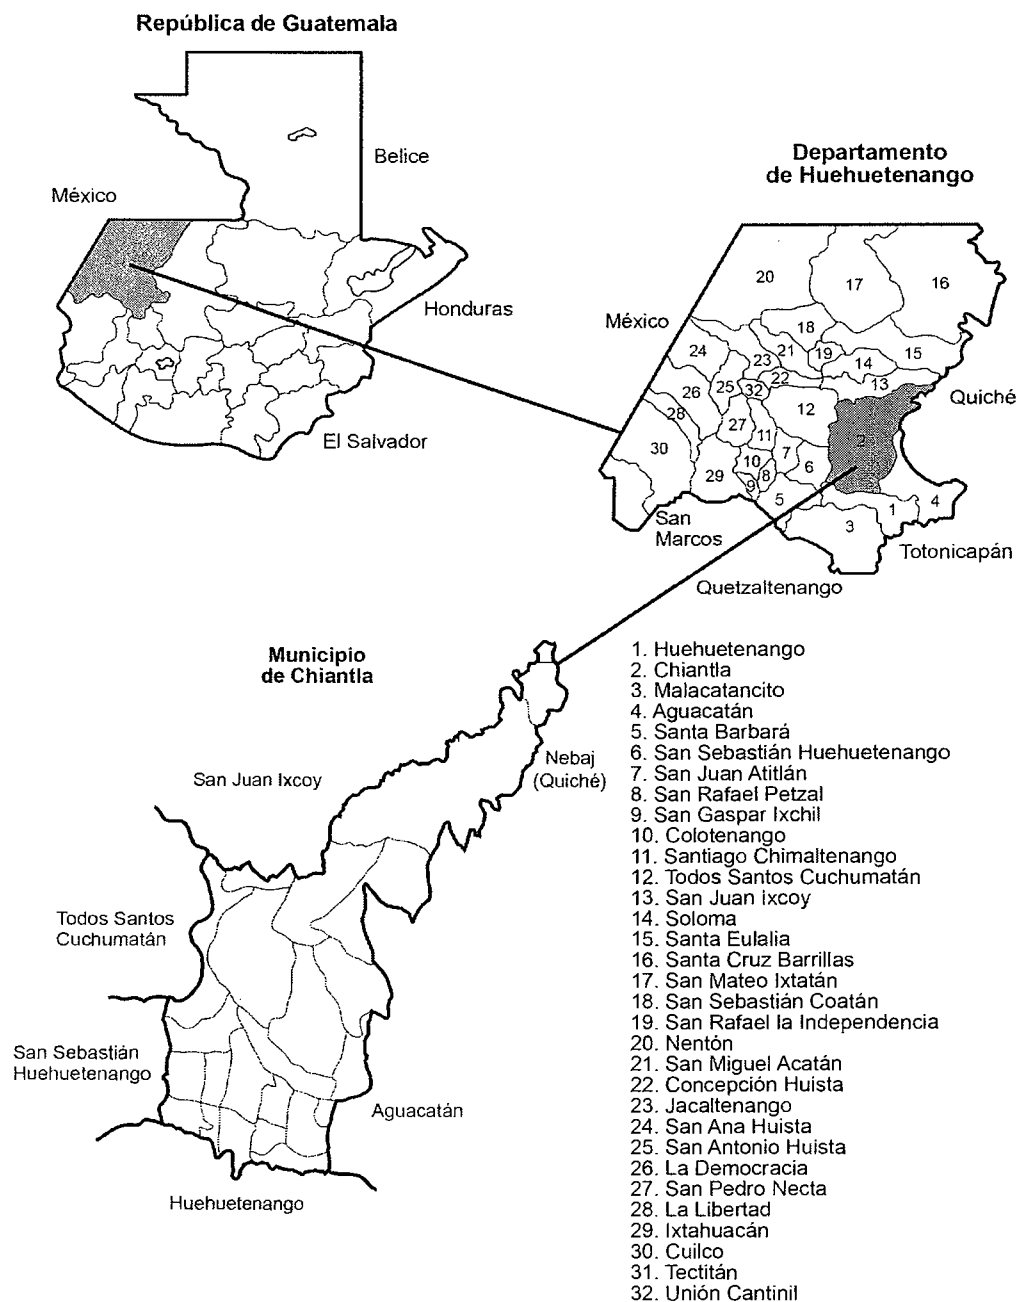 República de Guatemala
Belice
México
Honduras
El Salvador
Departamento
de Huehuetenango
20
17
16
México
18
24
23
21
19
14
15
13
25
32
22
26
12
Quiché
28
27
11
2
30
10
7
29
8
6
9
5
1
4
3
San
Marcos
Totonicapán
Quetzaltenango
Municipio
de Chiantla
Nebaj
(Quiché)
San Juan Ixcoy
Todos Santos
Cuchumatán
San Sebastián
Huehuetenango
Aguacatán
Huehuetenango
1. Huehuetenango
2. Chiantla
3. Malacatancito
4. Aguacatán
5. Santa Barbará
6. San Sebastián Huehuetenango
7. San Juan Atitlán
8. San Rafael Petzal
9. San Gaspar Ixchil
10. Colotenango
11. Santiago Chimaltenango
12. Todos Santos Cuchumatán
13. San Juan Ixcoy
14. Soloma
15. Santa Eulalia
16. Santa Cruz Barrillas
17. San Mateo Ixtatán
18. San Sebastián Coatán
19. San Rafael la Independencia
20. Nentón
21. San Miguel Acatán
22. Concepción Huista
23. Jacaltenango
24. San Ana Huista
25. San Antonio Huista
26. La Democracia
27. San Pedro Necta
28. La Libertad
29. Ixtahuacán
30. Cuilco
31. Tectitán
32. Unión Cantinil